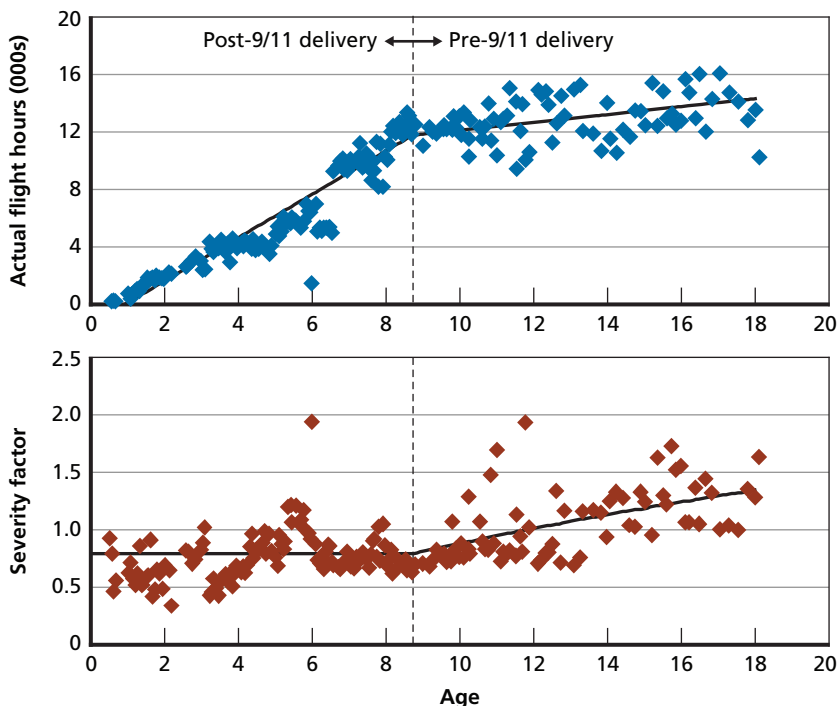 Actual flight hours (000s)
20
16
12
8
4
0
Post-9/11 delivery
Pre-9/11 delivery
0 2 4 6 8 10 12 14 16 18 20
Severity factor
2.5
2.0
1.5
1.0
0.5
0
0 2 4 6 8 10 12 14 16 18 20
Age